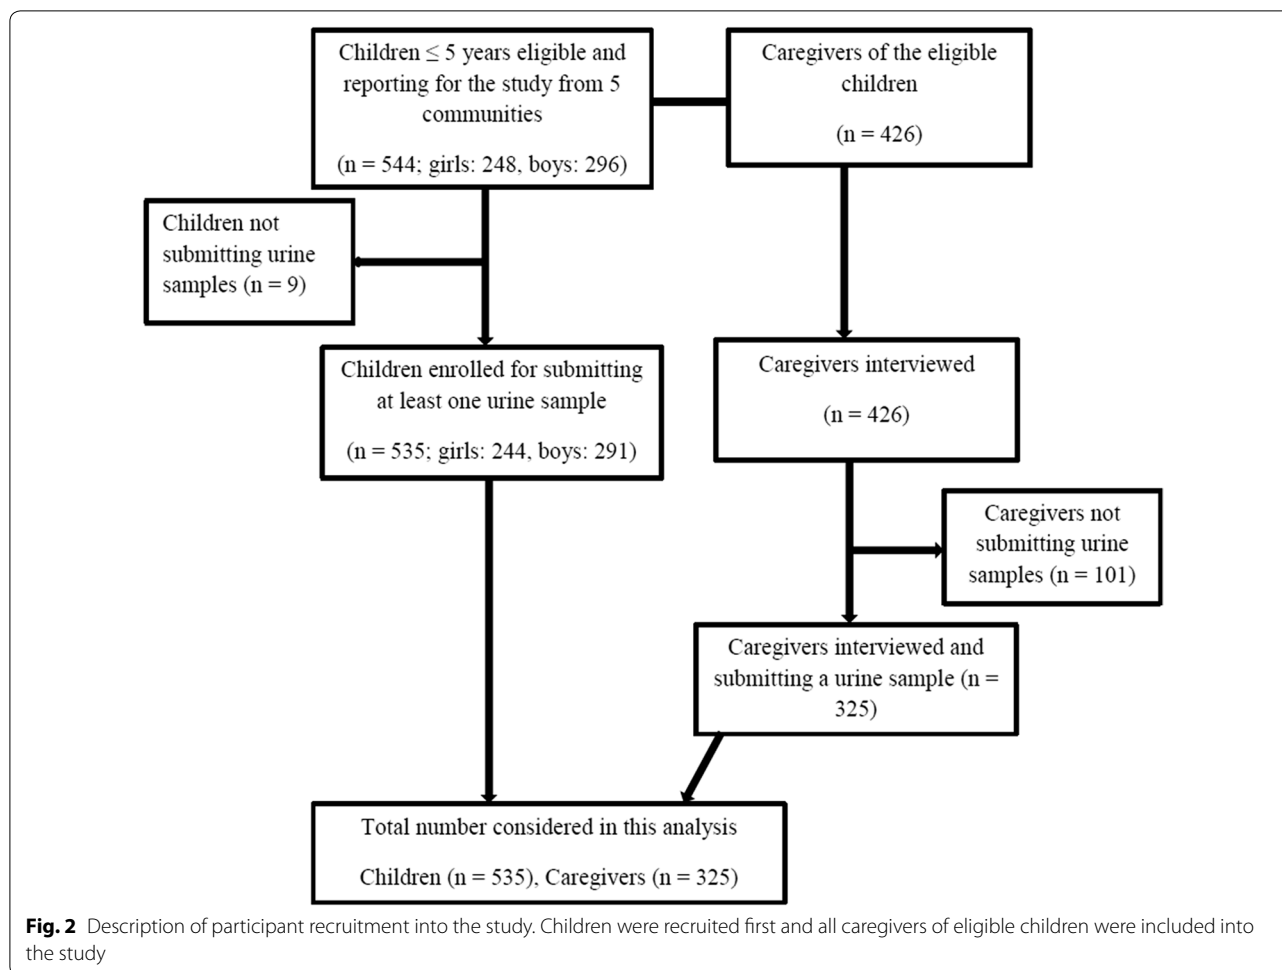 Children ≤ 5 years eligible and
reporting for the study from 5
communities
(n = 544; girls: 248, boys: 296)
Caregivers of the eligible
children
(n = 426)
Children not
submitting urine
samples (n = 9)
Children enrolled for submitting
at least one urine sample
(n = 535; girls: 244, boys: 291)
Caregivers interviewed
(n = 426)
Caregivers not
submitting urine
samples (n = 101)
Caregivers interviewed and
submitting a urine sample (n =
325)
Total number considered in this analysis
Children (n = 535), Caregivers (n = 325)
Fig. 2 Description of participant recruitment into the study. Children were recruited first and all caregivers of eligible children were included into
the study